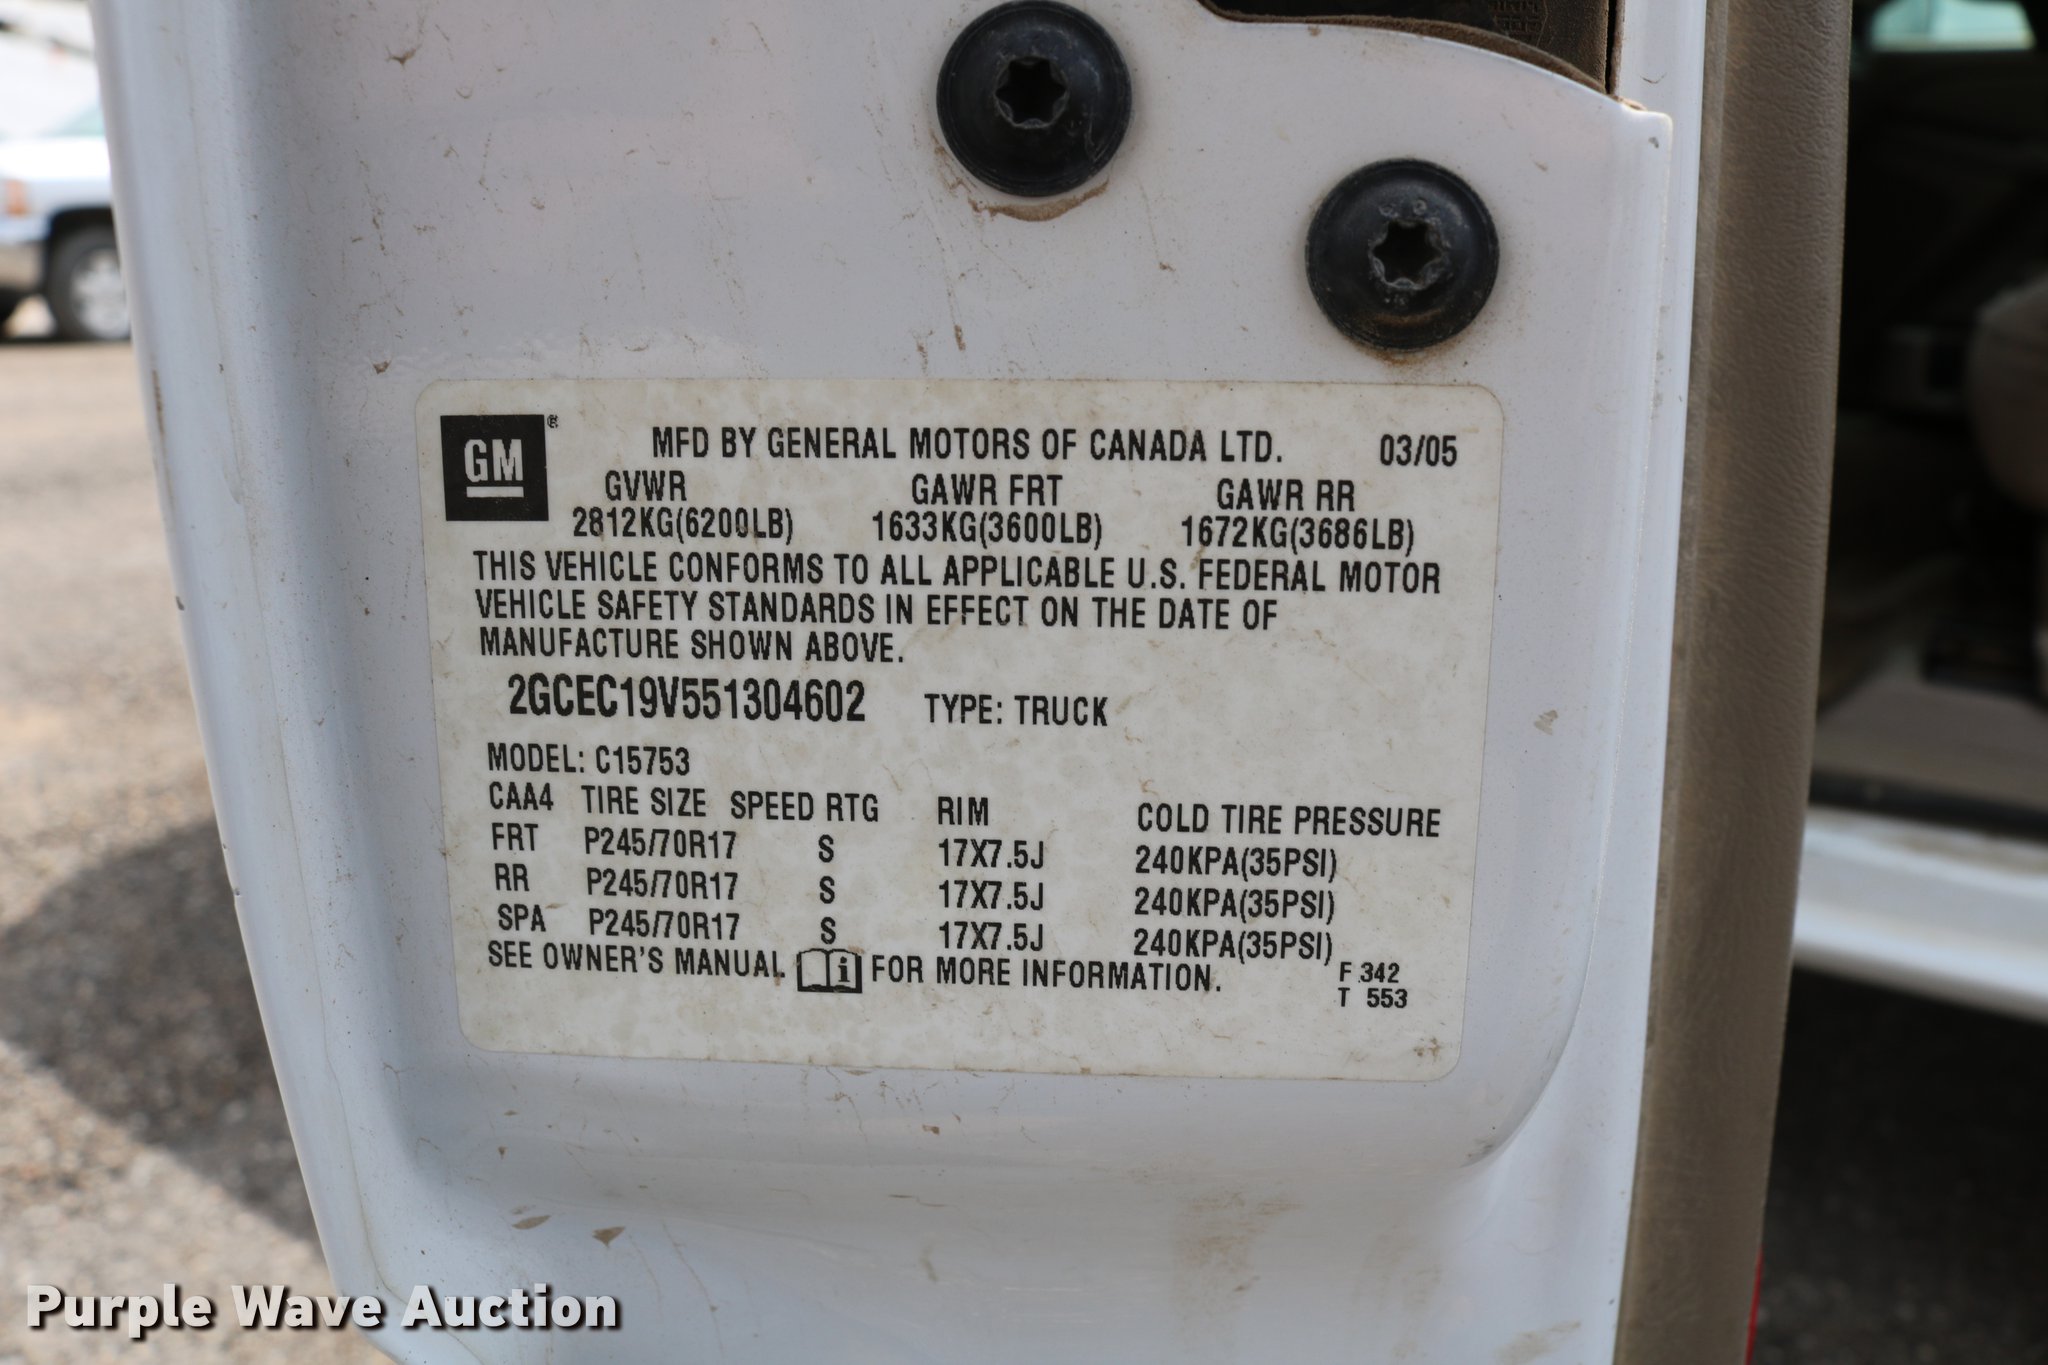 GM
MFD BY GENERAL MOTORS OF CANADA LTD. 03/05
GVWR GAWR FRT GAWR RR
2812KG(6200LB) 1633KG(3600LB) 1672KG(3686LB)
THIS VEHICLE CONFORMS TO ALL APPLICABLE U.S. FEDERAL MOTOR
VEHICLE SAFETY STANDARDS IN EFFECT ON THE DATE OF
MANUFACTURE SHOWN ABOVE.
2GCEC19V551304602 TYPE: TRUCK
MODEL: C15753
CAA4 TIRE SIZE SPEED RTG RIM COLD TIRE PRESSURE
FRT P245/70R17 S 17X7.5J 240KPA(35PSI)
RR P245/70R17 S 17X7.5J 240KPA(35PSI)
SPA P245/70R17 S 17X7.5J 240KPA(35PSI)
SEE OWNER'S MANUAL i FOR MORE INFORMATION.
F 342
T 553
Purple Wave Auction